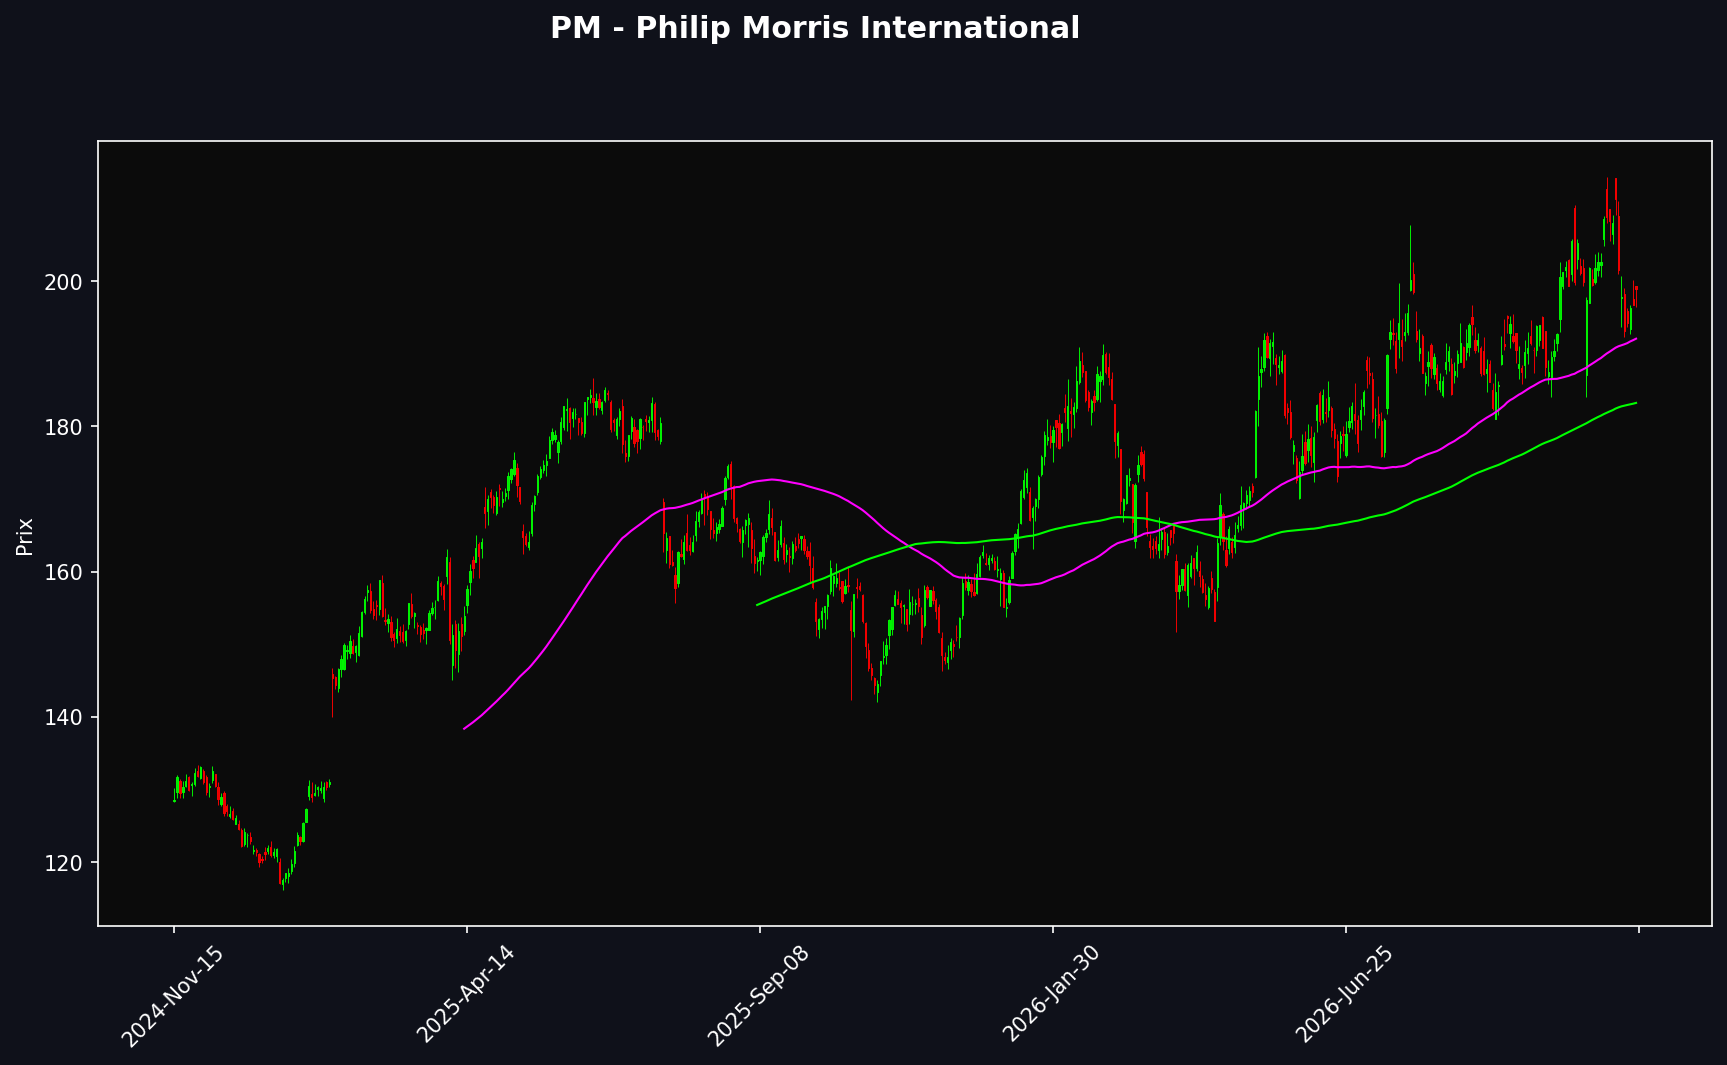 PM - Philip Morris International
Prix
200
180
160
140
120
2024-Nov-15
2025-Apr-14
2025-Sep-08
2026-Jan-30
2026-Jun-25